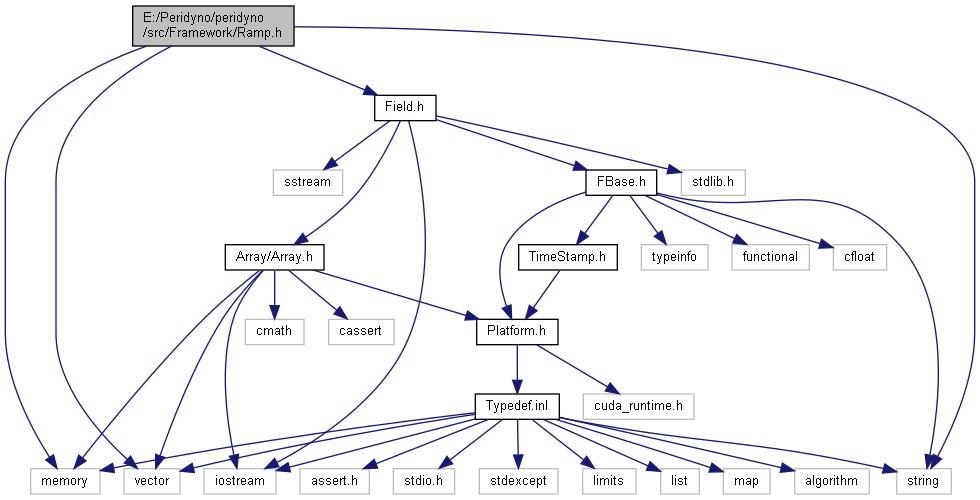 E:/Peridyno/peridyno
/src/Framework/Ramp.h
Field.h
sstream
FBase.h
stdlib.h
Array/Array.h
TimeStamp.h
typeinfo
functional
cfloat
cmath
cassert
Platform.h
Typedef.inl
cuda_runtime.h
memory
vector
iostream
assert.h
stdio.h
stdexcept
limits
list
map
algorithm
string